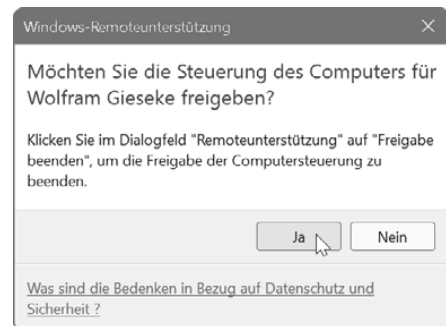 Windows-Remoteunterstützung
Möchten Sie die Steuerung des Computers für
Wolfram Gieseke freigeben?
Klicken Sie im Dialogfeld "Remoteunterstützung" auf "Freigabe
beenden", um die Freigabe der Computersteuerung zu
beenden.
Ja Nein
Was sind die Bedenken in Bezug auf Datenschutz und
Sicherheit ?